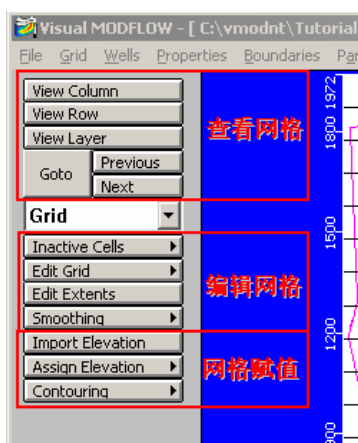 Visual MODFLOW - [ C:\vmodnt\Tutorial
File Grid Wells Properties Boundaries
View Column
View Row
View Layer
Goto
Previous
Next
查看网格
Grid
Inactive Cells
Edit Grid
Edit Extents
Smoothing
编辑网格
Import Elevation
Assign Elevation
Contouring
网格赋值
1972
1800
1500
1200
900